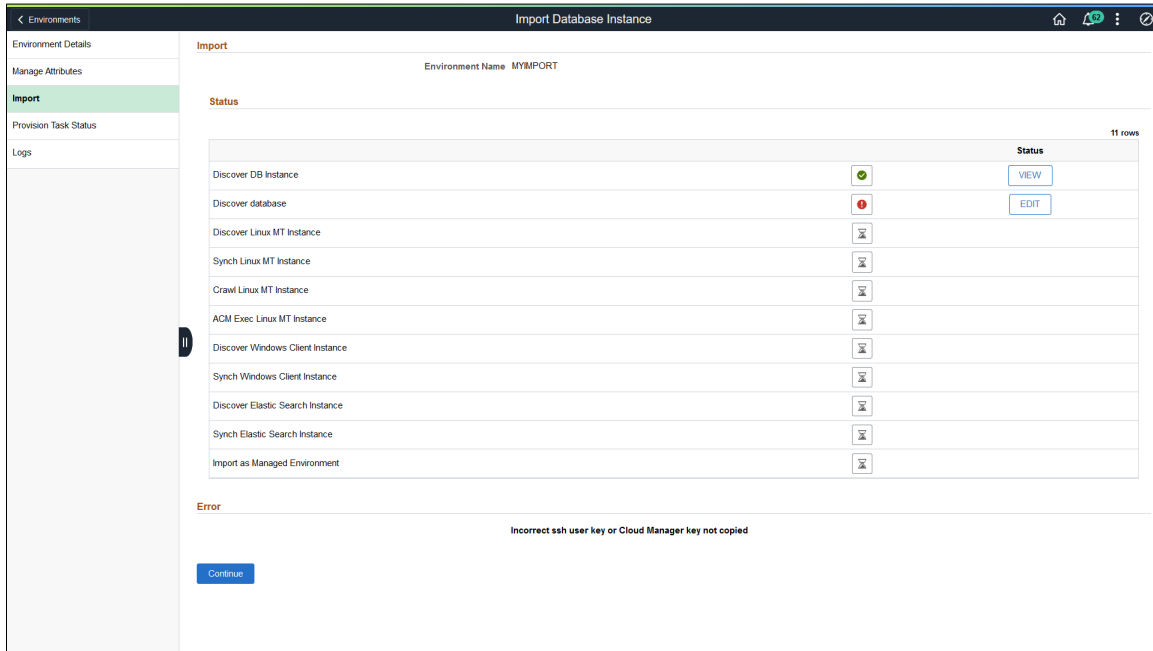 Environments
Import Database Instance
62
Environment Details
Manage Attributes
Import
Provision Task Status
Logs
Import
Environment Name MYIMPORT
Status
11 rows
Status
Discover DB Instance VIEW
Discover database EDIT
Discover Linux MT Instance
Synch Linux MT Instance
Crawl Linux MT Instance
ACM Exec Linux MT Instance
Discover Windows Client Instance
Synch Windows Client Instance
Discover Elastic Search Instance
Synch Elastic Search Instance
Import as Managed Environment
Error
Incorrect ssh user key or Cloud Manager key not copied
Continue